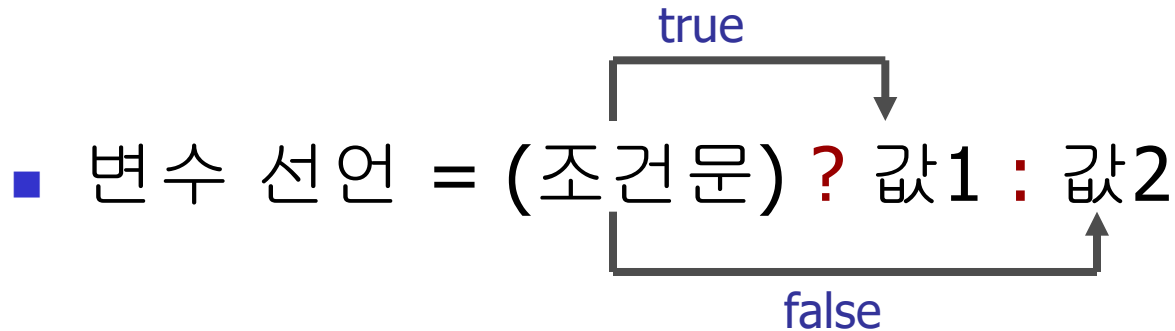 true
▪ 변수 선언 = (조건문) ? 값1 : 값2
false